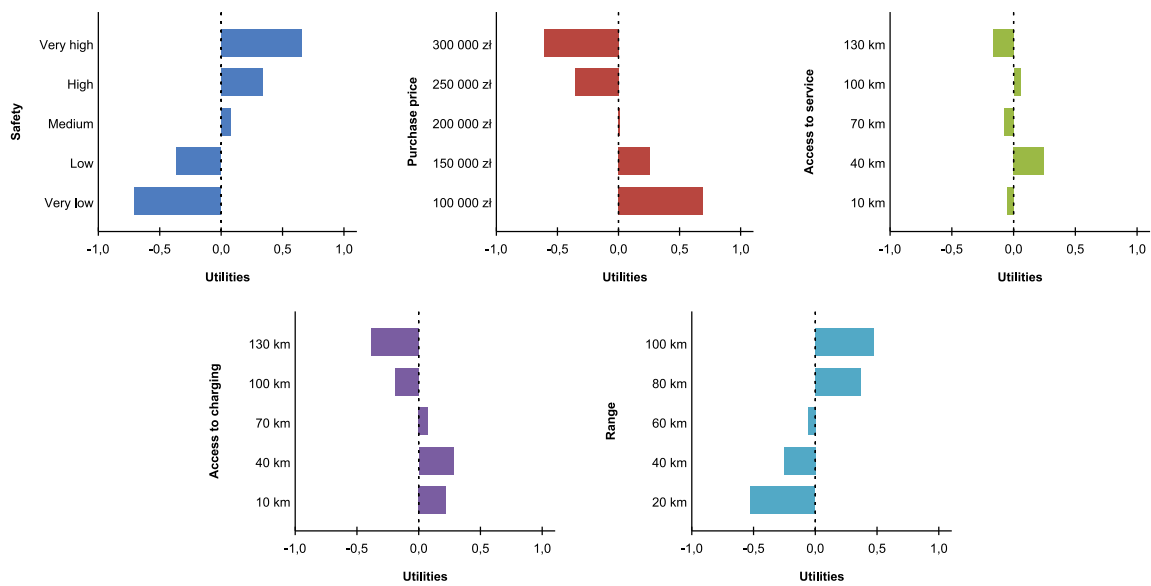 Safety
Very high
High
Medium
Low
Very low
-1,0 -0,5 0,0 0,5 1,0
Utilities
Purchase price
300 000 zł
250 000 zł
200 000 zł
150 000 zł
100 000 zł
-1,0 -0,5 0,0 0,5 1,0
Utilities
Access to service
130 km
100 km
70 km
40 km
10 km
-1,0 -0,5 0,0 0,5 1,0
Utilities
Access to charging
130 km
100 km
70 km
40 km
10 km
-1,0 -0,5 0,0 0,5 1,0
Utilities
Range
100 km
80 km
60 km
40 km
20 km
-1,0 -0,5 0,0 0,5 1,0
Utilities